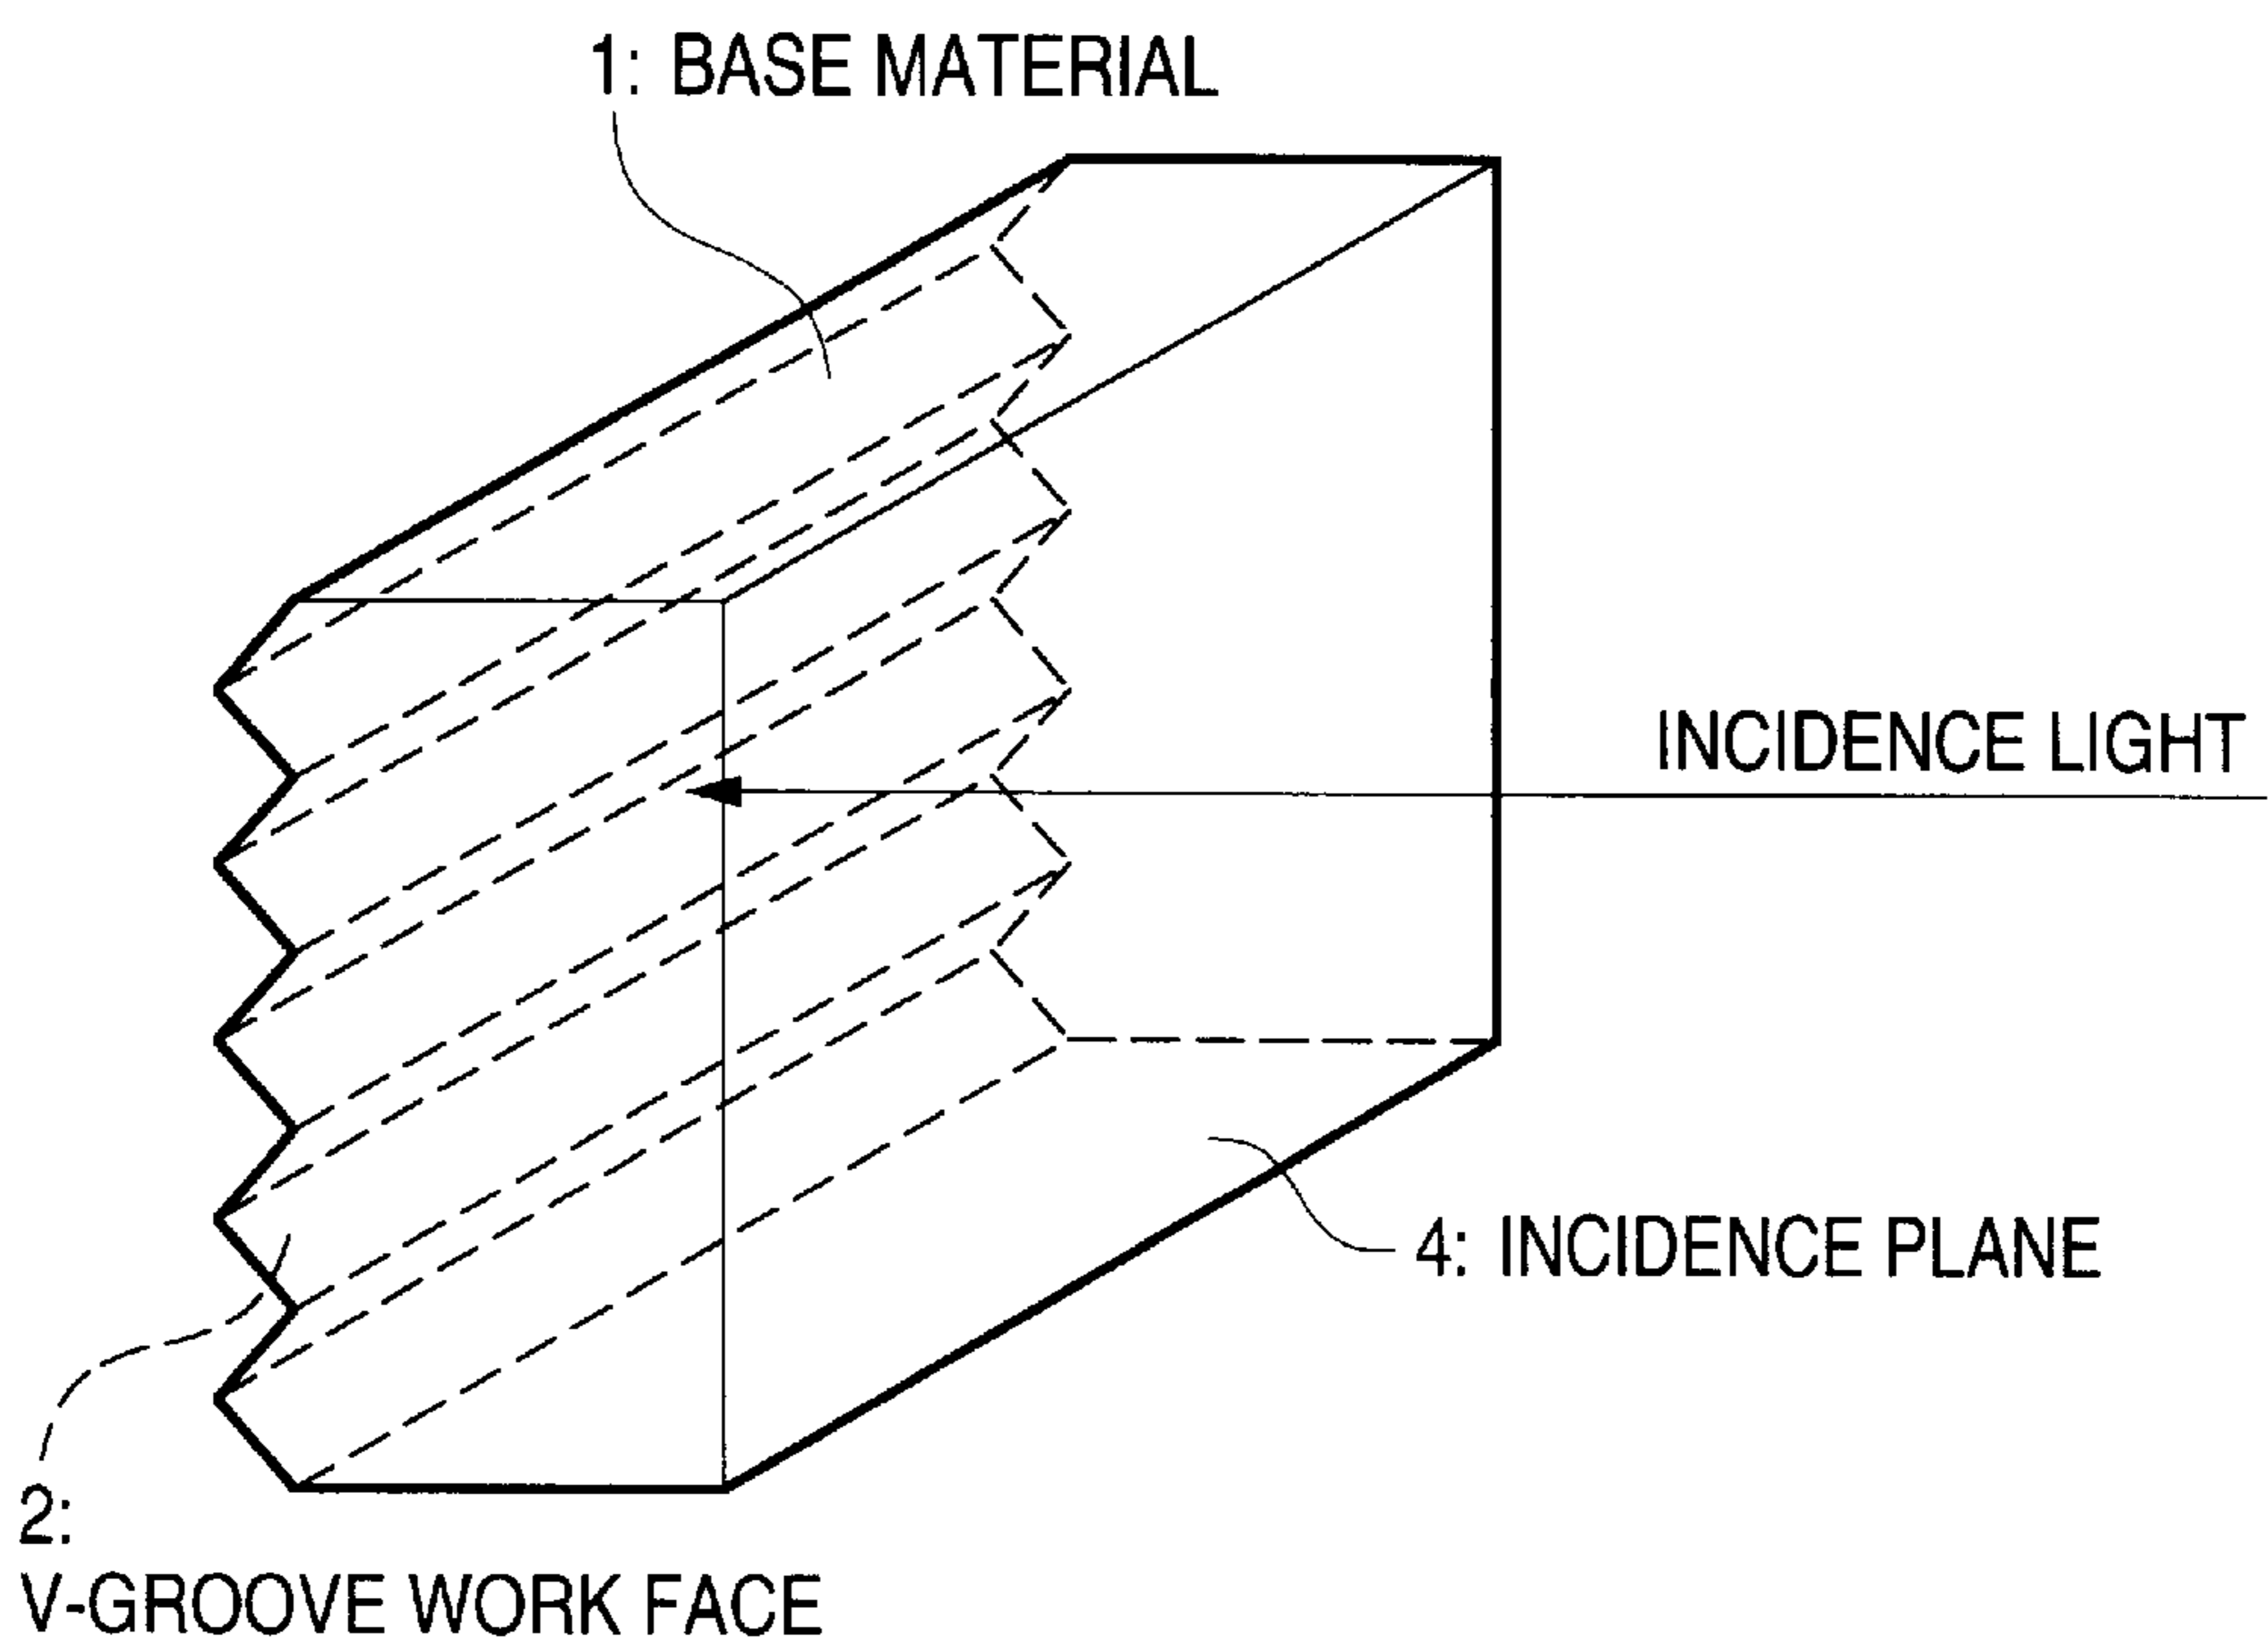 1: BASE MATERIAL
INCIDENCE LIGHT
4: INCIDENCE PLANE
2:
V-GROOVE WORK FACE